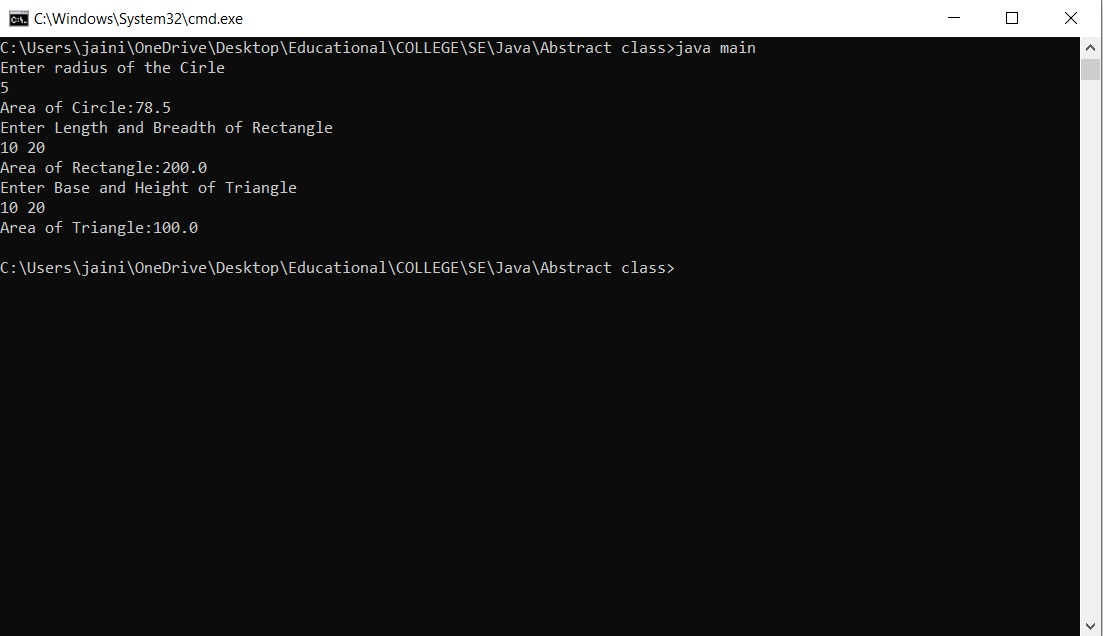 C:\Windows\System32\cmd.exe
C:\Users\jaini\OneDrive\Desktop\Educational\COLLEGE\SE\Java\Abstract class>java main
Enter radius of the Cirle
5
Area of Circle:78.5
Enter Length and Breadth of Rectangle
10 20
Area of Rectangle:200.0
Enter Base and Height of Triangle
10 20
Area of Triangle:100.0
C:\Users\jaini\OneDrive\Desktop\Educational\COLLEGE\SE\Java\Abstract class>